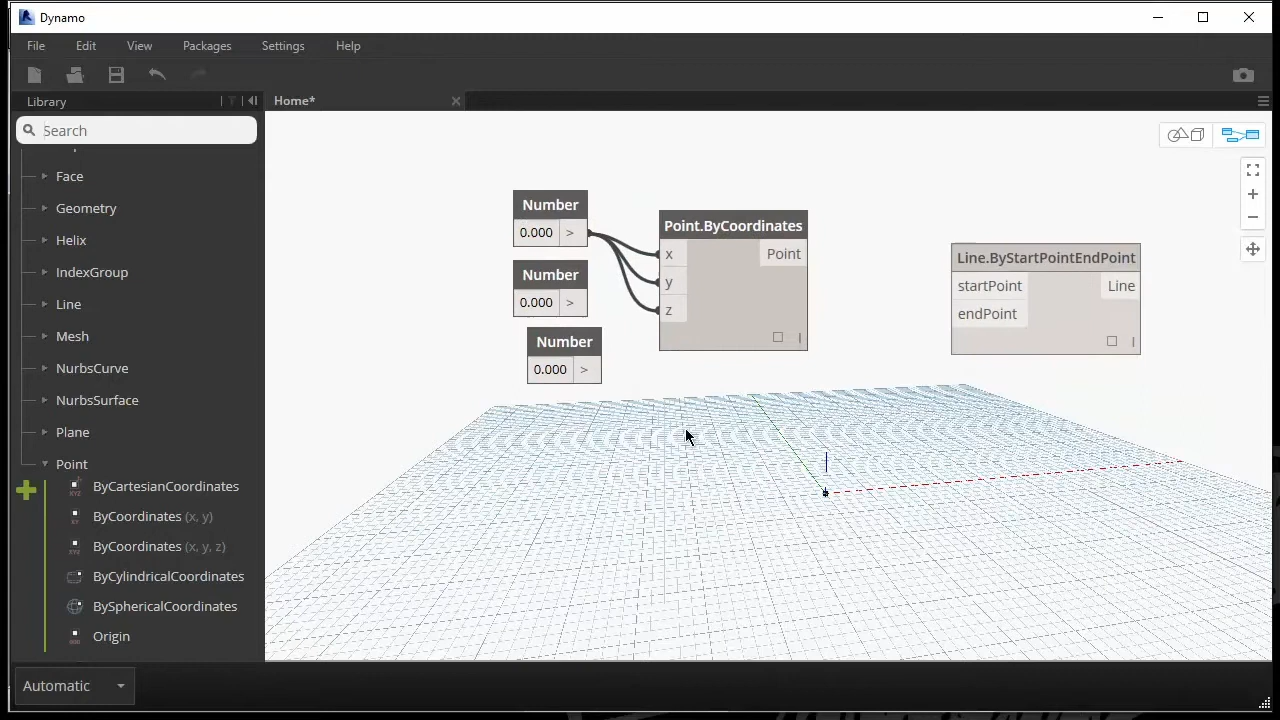 Dynamo
File Edit View Packages Settings Help
Library
Home*
Search
Face
Geometry
Helix
IndexGroup
Line
Mesh
NurbsCurve
NurbsSurface
Plane
Point
ByCartesianCoordinates
ByCoordinates (x, y)
ByCoordinates (x, y, z)
ByCylindricalCoordinates
BySphericalCoordinates
Origin
Automatic
Number
0.000 >
Number
0.000 >
Number
0.000 >
Point.ByCoordinates
x Point
y
z
Line.ByStartPointEndPoint
startPoint Line
endPoint